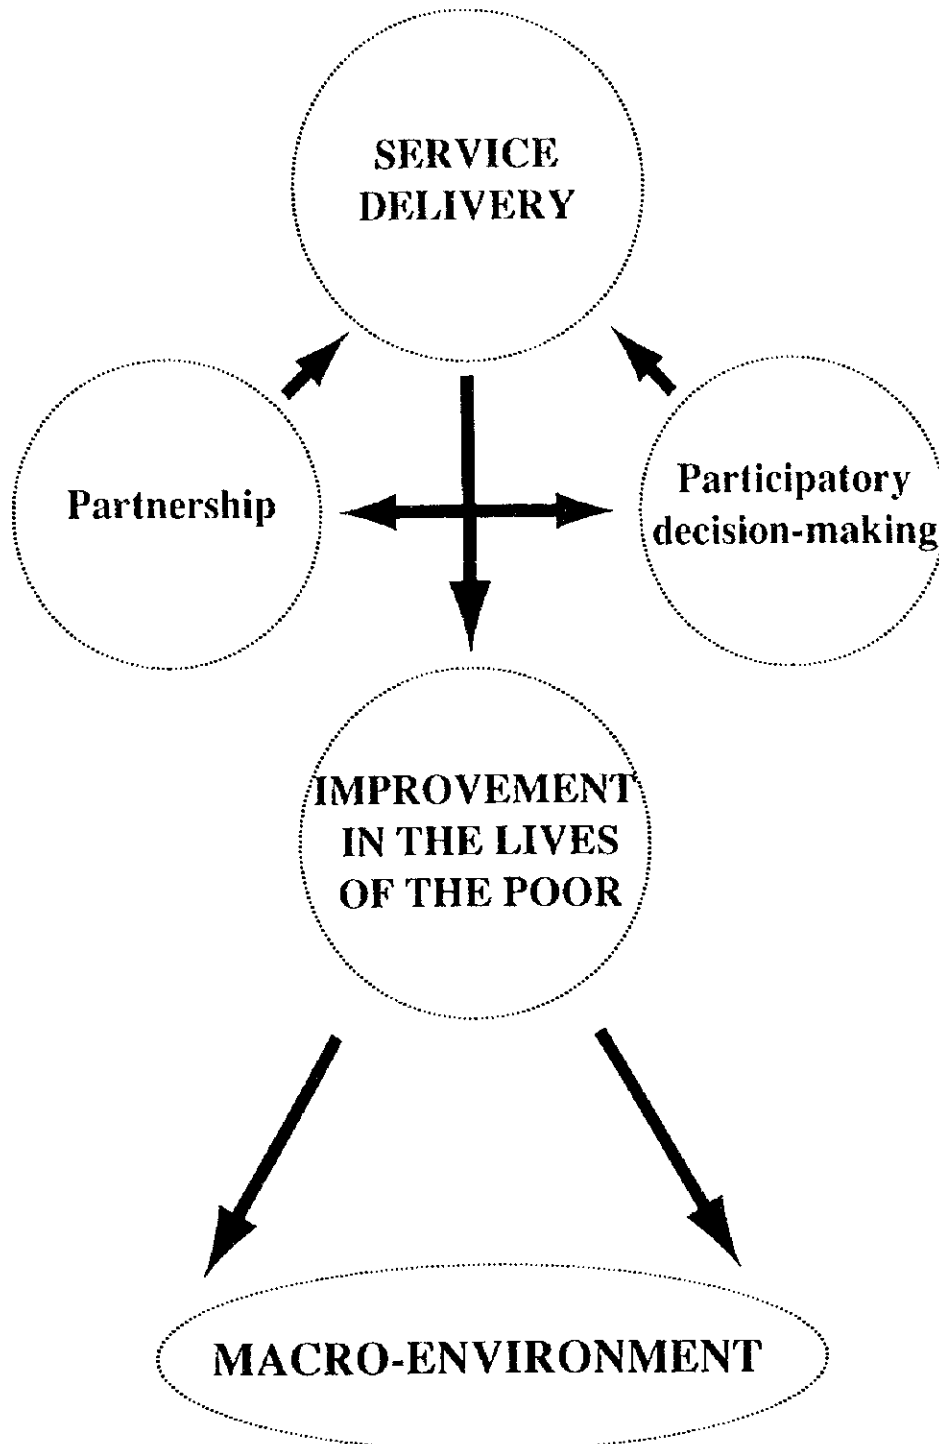 SERVICE
DELIVERY
Partnership
Participatory
decision-making
IMPROVEMENT
IN THE LIVES
OF THE POOR
MACRO-ENVIRONMENT